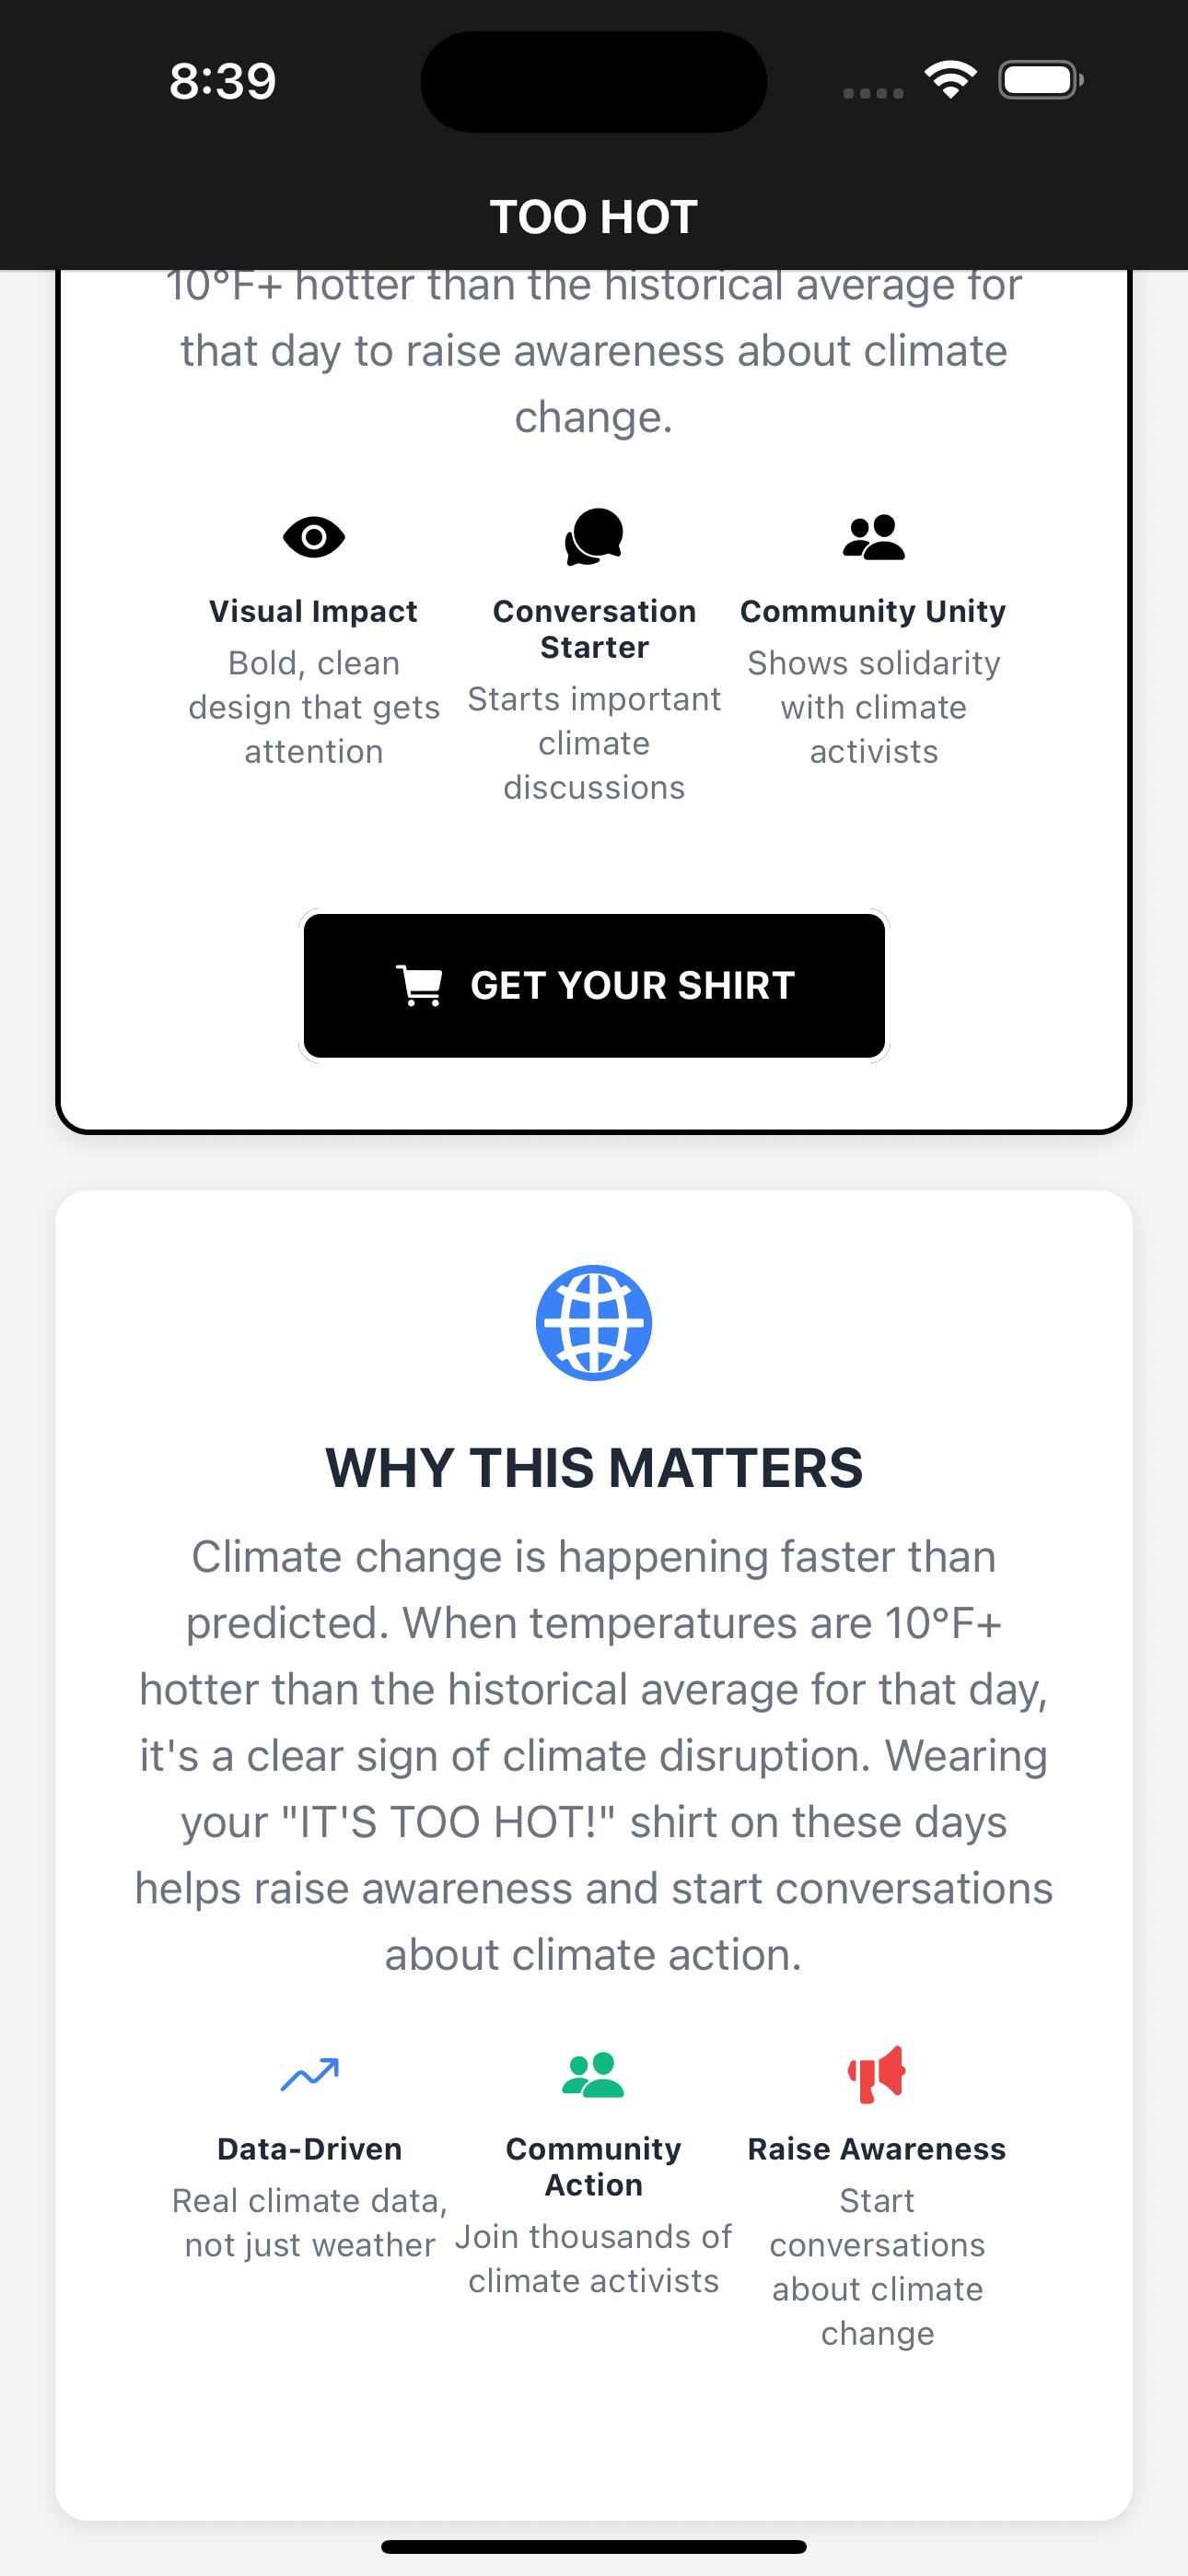 8:39
TOO HOT
10°F+ hotter than the historical average for
that day to raise awareness about climate
change.
Visual Impact
Bold, clean
design that gets
attention
Conversation
Starter
Starts important
climate
discussions
Community Unity
Shows solidarity
with climate
activists
GET YOUR SHIRT
WHY THIS MATTERS
Climate change is happening faster than
predicted. When temperatures are 10°F+
hotter than the historical average for that day,
it's a clear sign of climate disruption. Wearing
your "IT'S TOO HOT!" shirt on these days
helps raise awareness and start conversations
about climate action.
Data-Driven
Real climate data,
not just weather
Community
Action
Join thousands of
climate activists
Raise Awareness
Start
conversations
about climate
change